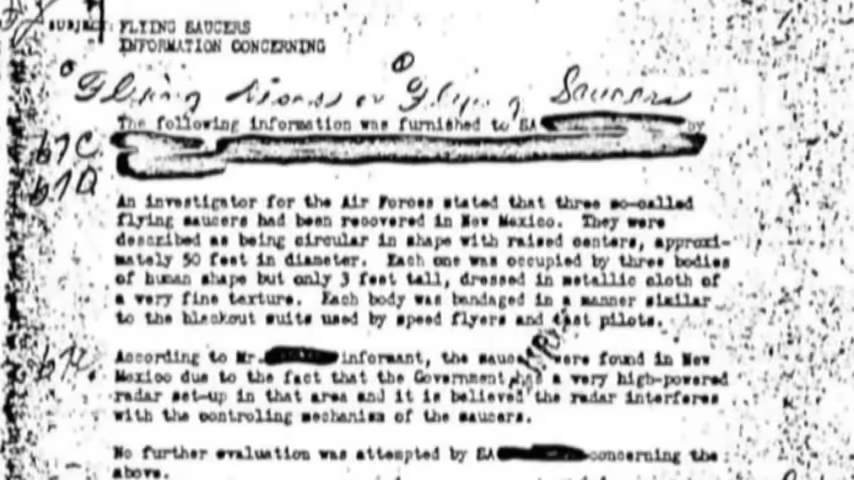 SUBJECT: FLYING SAUCERS
INFORMATION CONCERNING
Flying Discs or Flying Saucers
The following information was furnished to SA by
b7C
b7D
An investigator for the Air Forces stated that three so-called
flying saucers had been recovered in New Mexico. They were
described as being circular in shape with raised centers, approxi-
mately 50 feet in diameter. Each one was occupied by three bodies
of human shape but only 3 feet tall, dressed in metallic cloth of
a very fine texture. Each body was bandaged in a manner similar
to the blackout suits used by speed flyers and test pilots.
According to Mr. informant, the saucers were found in New
Mexico due to the fact that the Government has a very high-powered
radar set-up in that area and it is believed the radar interferes
with the controling mechanism of the saucers.
No further evaluation was attempted by SA concerning the
above.